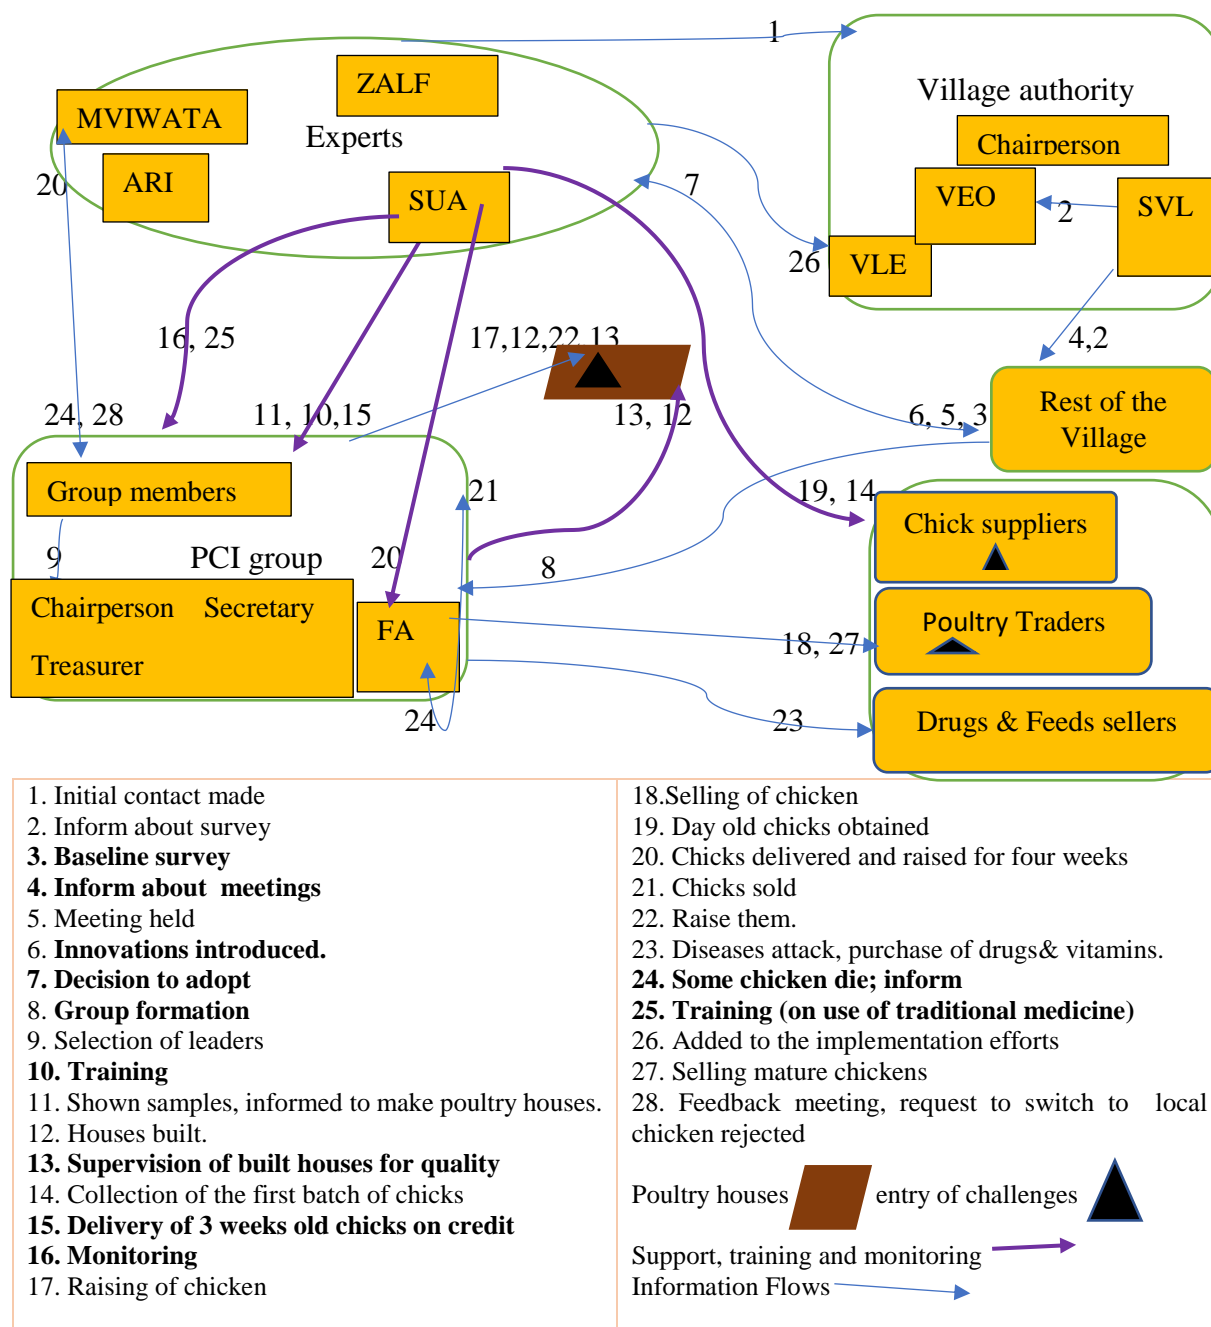 1
ZALF
Village authority
MVIWATA
Experts
Chairperson
20
ARI
7
SUA
VEO
2
SVL
26
VLE
16, 25
17,12,22,13
4,2
24, 28
11, 10,15
13, 12
6, 5, 3
Rest of the
Village
Group members
21
19, 14
Chick suppliers
9
PCI group
20
8
Chairperson Secretary
Treasurer
FA
18, 27
Poultry Traders
24
23
Drugs & Feeds sellers
1. Initial contact made
2. Inform about survey
3. Baseline survey
4. Inform about meetings
5. Meeting held
6. Innovations introduced.
7. Decision to adopt
8. Group formation
9. Selection of leaders
10. Training
11. Shown samples, informed to make poultry houses.
12. Houses built.
13. Supervision of built houses for quality
14. Collection of the first batch of chicks
15. Delivery of 3 weeks old chicks on credit
16. Monitoring
17. Raising of chicken
18.Selling of chicken
19. Day old chicks obtained
20. Chicks delivered and raised for four weeks
21. Chicks sold
22. Raise them.
23. Diseases attack, purchase of drugs& vitamins.
24. Some chicken die; inform
25. Training (on use of traditional medicine)
26. Added to the implementation efforts
27. Selling mature chickens
28. Feedback meeting, request to switch to local
chicken rejected
Poultry houses entry of challenges
Support, training and monitoring
Information Flows